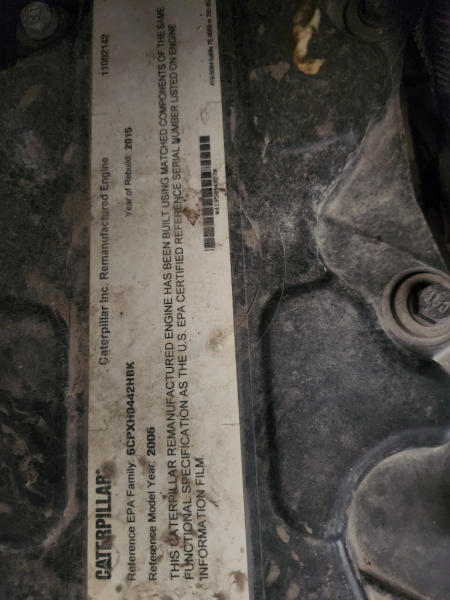 CATERPILLAR®
Caterpillar Inc. Remanufactured Engine
11002142
Reference EPA Family: 6CPXH0442HBK
Reference Model Year: 2006
Year of Rebuild: 2015
THIS CATERPILLAR REMANUFACTURED ENGINE HAS BEEN BUILT USING MATCHED COMPONENTS OF THE SAME
FUNCTIONAL SPECIFICATION AS THE U.S. EPA CERTIFIED REFERENCE SERIAL NUMBER LISTED ON ENGINE
INFORMATION FILM.